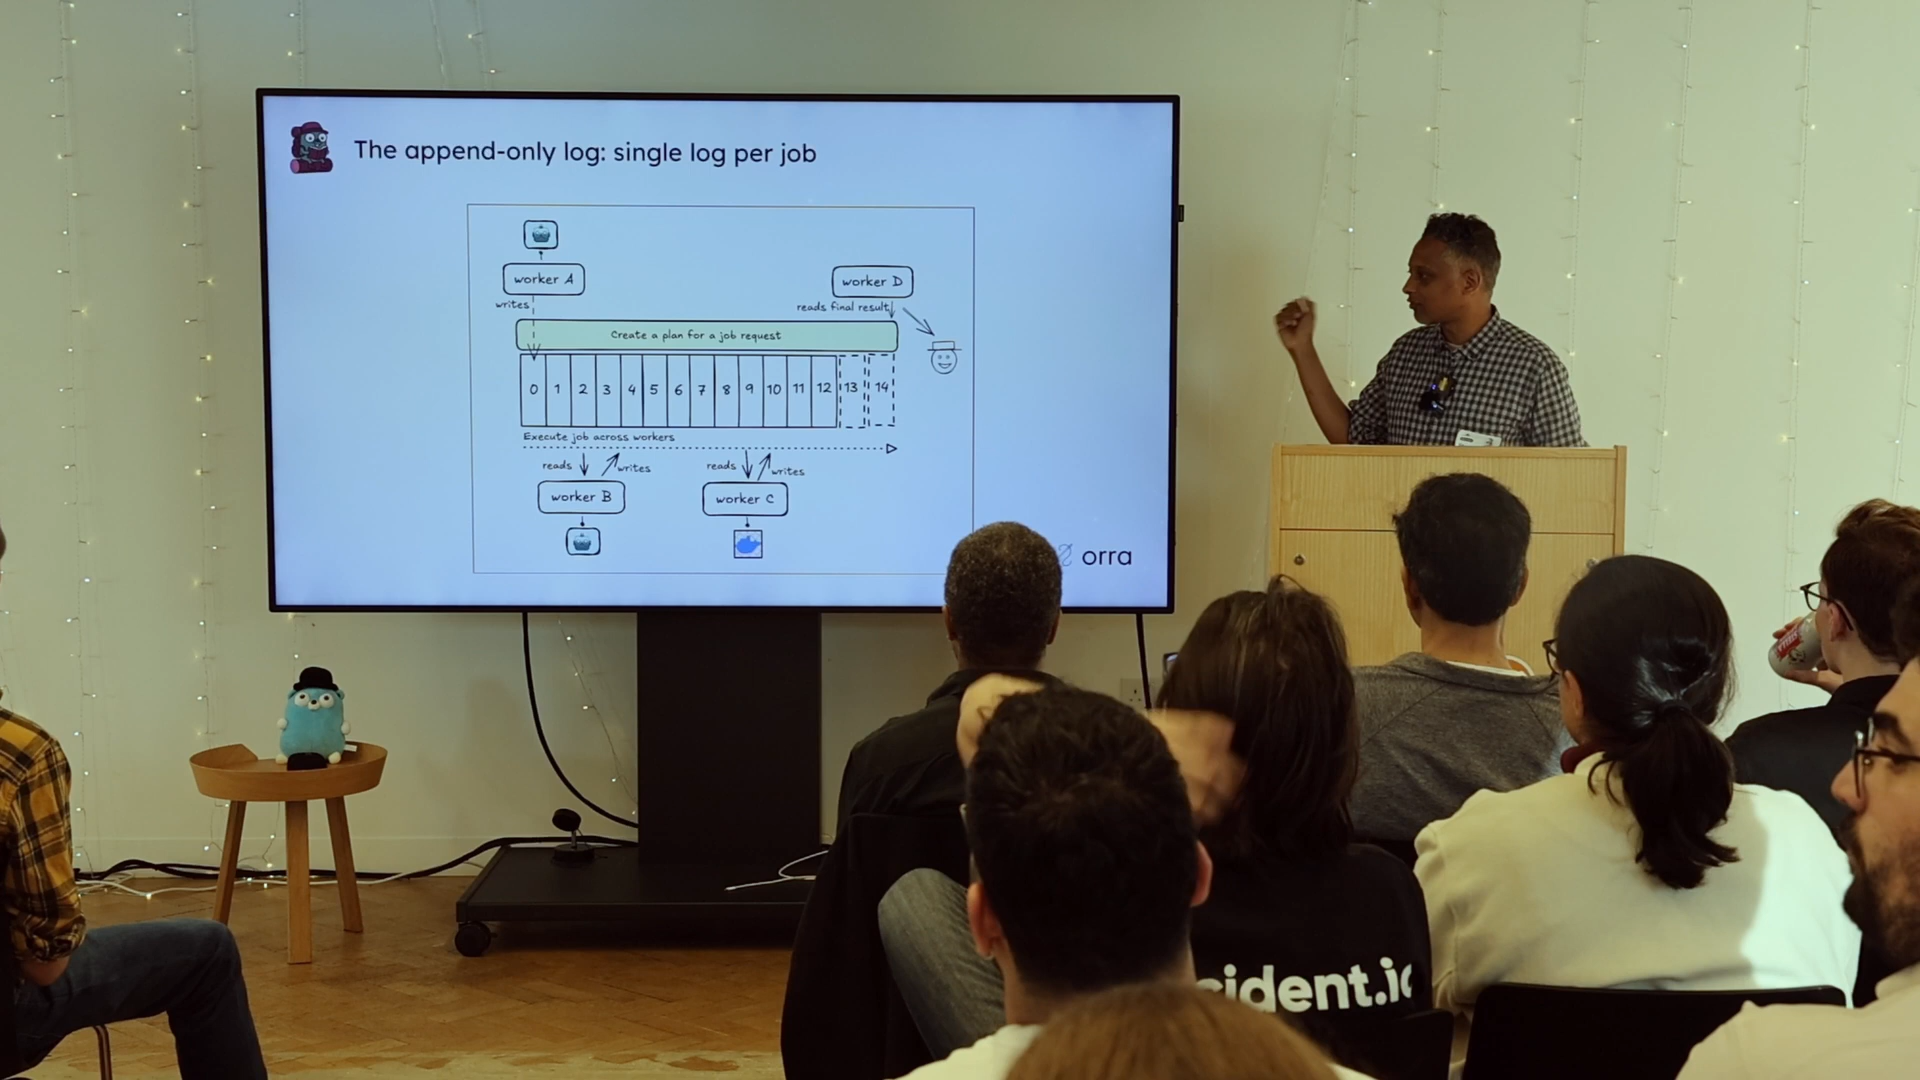 The append-only log: single log per job
worker A
worker D
writes
reads final result
Create a plan for a job request
0 1 2 3 4 5 6 7 8 9 10 11 12 13 14
Execute job across workers
reads writes reads writes
worker B worker C
orra
cident.io